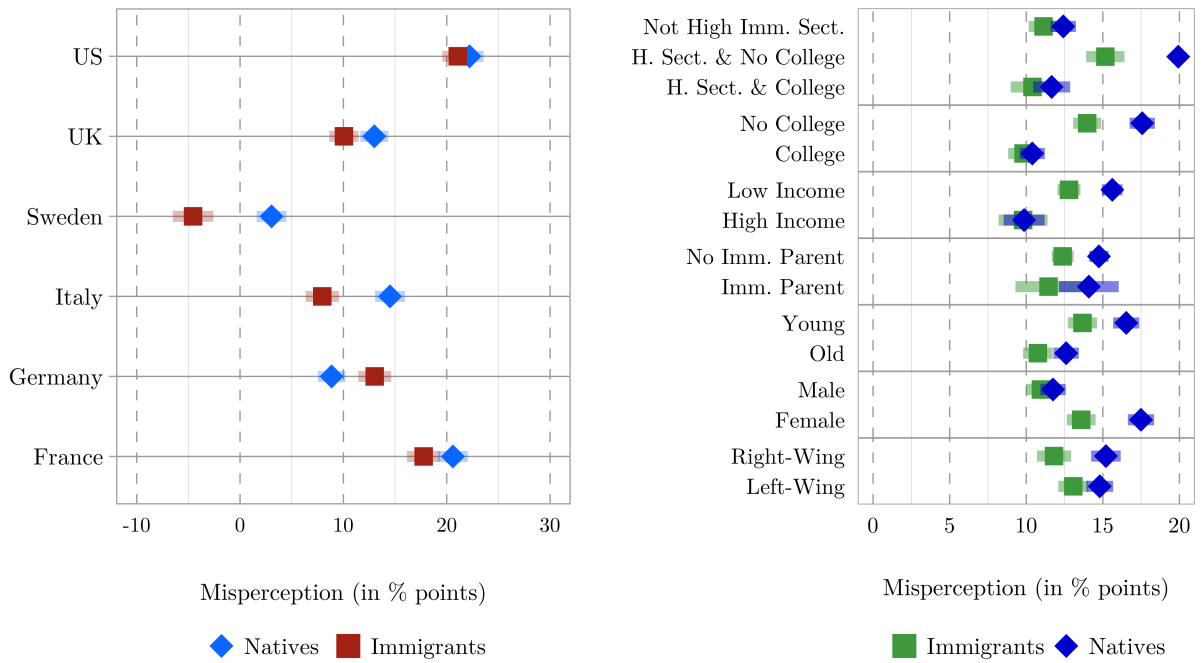 US
UK
Sweden
Italy
Germany
France
-10 0 10 20 30
Misperception (in % points)
Natives Immigrants
Not High Imm. Sect.
H. Sect. & No College
H. Sect. & College
No College
College
Low Income
High Income
No Imm. Parent
Imm. Parent
Young
Old
Male
Female
Right-Wing
Left-Wing
0 5 10 15 20
Misperception (in % points)
Immigrants Natives